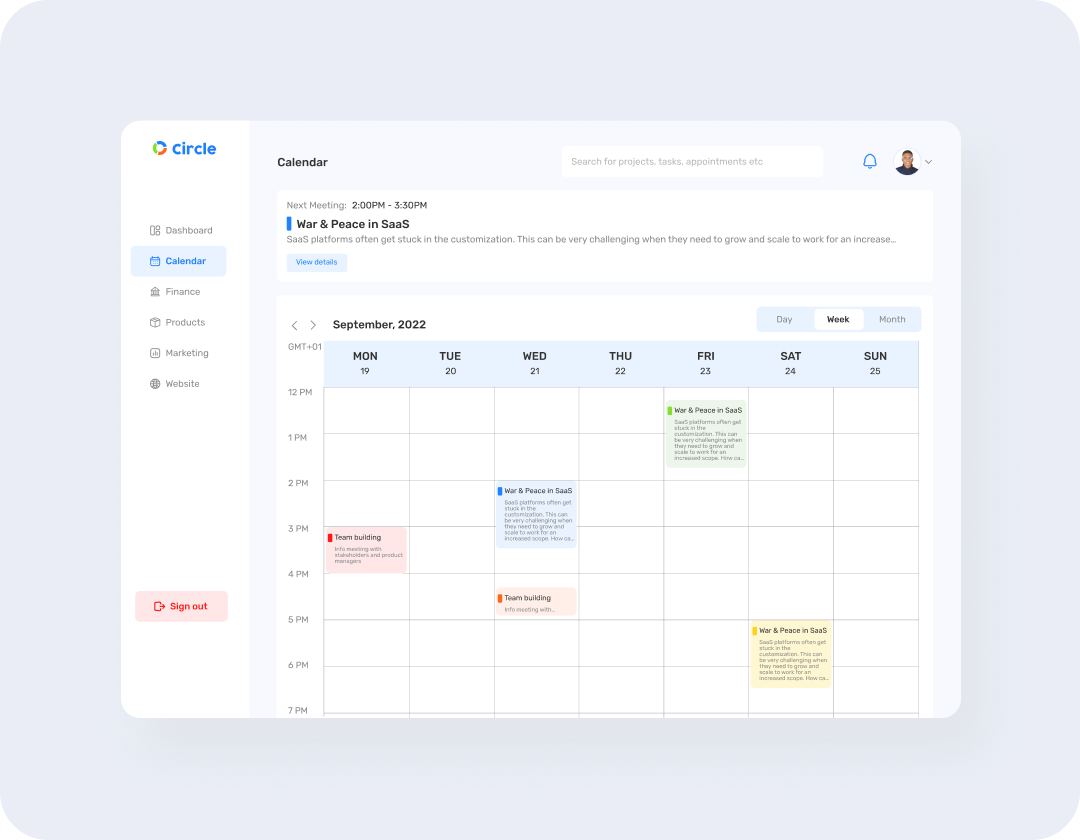 circle
Calendar
Search for projects, tasks, appointments etc
Dashboard
Calendar
Finance
Products
Marketing
Website
Sign out
Next Meeting: 2:00PM - 3:30PM
War & Peace in SaaS
SaaS platforms often get stuck in the customization. This can be very challenging when they need to grow and scale to work for an increase...
View details
September, 2022
Day Week Month
GMT+01
MON TUE WED THU FRI SAT SUN
19 20 21 22 23 24 25
12 PM
1 PM
2 PM
3 PM
4 PM
5 PM
6 PM
7 PM
War & Peace in SaaS
SaaS platforms often get
stuck in the
customization. This can
be very challenging when
they need to grow and
scale to work for an
increased scope. How ca...
War & Peace in SaaS
SaaS platforms often get
stuck in the
customization. This can
be very challenging when
they need to grow and
scale to work for an
increased scope. How ca...
Team building
Info meeting with
stakeholders and product
managers
Team building
Info meeting with...
War & Peace in SaaS
SaaS platforms often get
stuck in the
customization. This can
be very challenging when
they need to grow and
scale to work for an
increased scope. How ca...